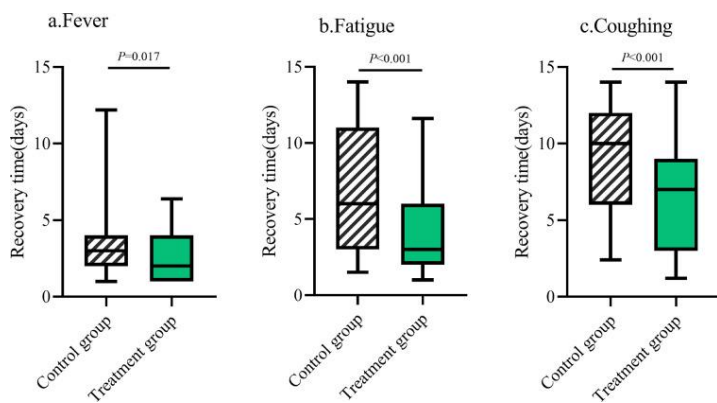 a.Fever
P=0.017
Recovery time(days)
15
10
5
0
Control group
Treatment group
b.Fatigue
P<0.001
Recovery time(days)
15
10
5
0
Control group
Treatment group
c.Coughing
P<0.001
Recovery time(days)
15
10
5
0
Control group
Treatment group